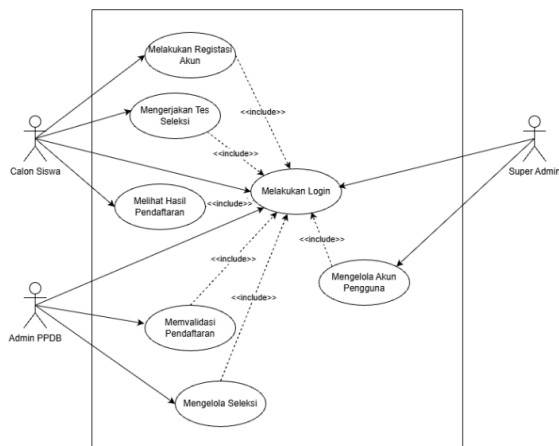 Melakukan Registasi
Akun
Mengerjakan Tes
Seleksi
<<include>>
<<include>>
Calon Siswa
Super Admin
Melakukan Login
Melihat Hasil
Pendaftaran
<<include>>
<<include>>
<<include>>
Mengelola Akun
Pengguna
<<include>>
Memvalidasi
Pendaftaran
Admin PPDB
Mengelola Seleksi